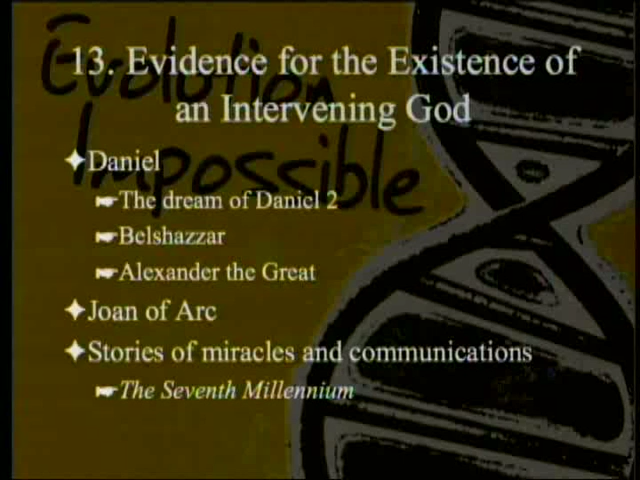 Evolution
Impossible
13. Evidence for the Existence of
an Intervening God
Daniel
The dream of Daniel 2
Belshazzar
Alexander the Great
Joan of Arc
Stories of miracles and communications
The Seventh Millennium